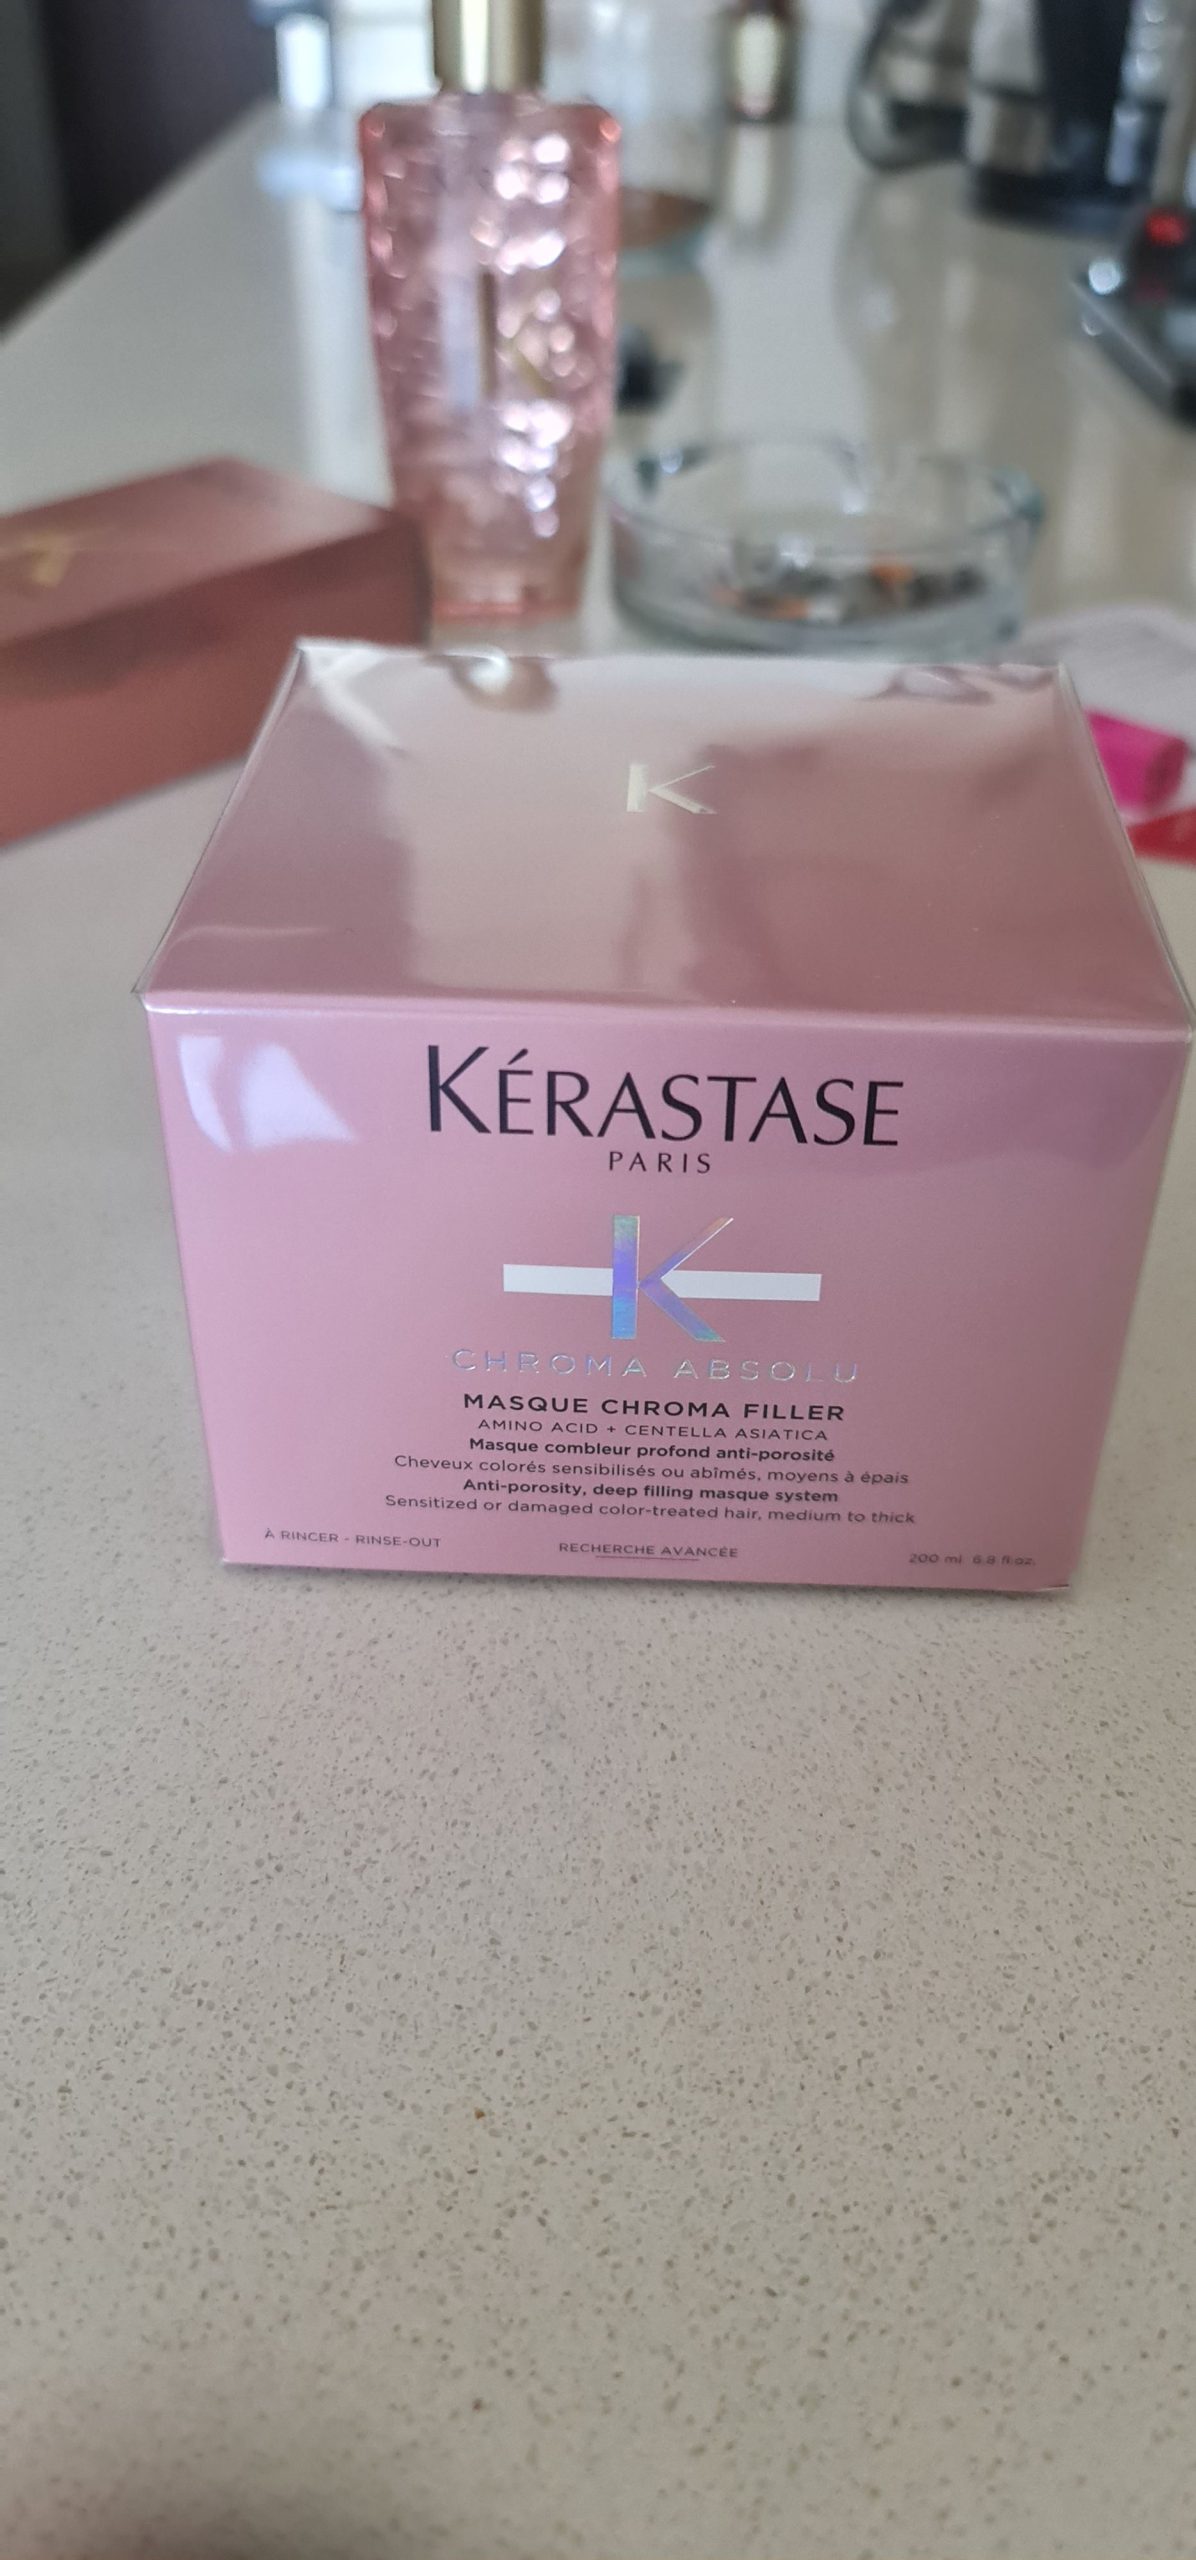 K
KÉRASTASE
PARIS
K
CHROMA ABSOLU
MASQUE CHROMA FILLER
AMINO ACID + CENTELLA ASIATICA
Masque combleur profond anti-porosité
Cheveux colorés sensibilisés ou abîmés, moyens à épais
Anti-porosity, deep filling masque system
Sensitized or damaged color-treated hair, medium to thick
À RINCER - RINSE-OUT
RECHERCHE AVANCÉE
200 ml 6.8 fl.oz.